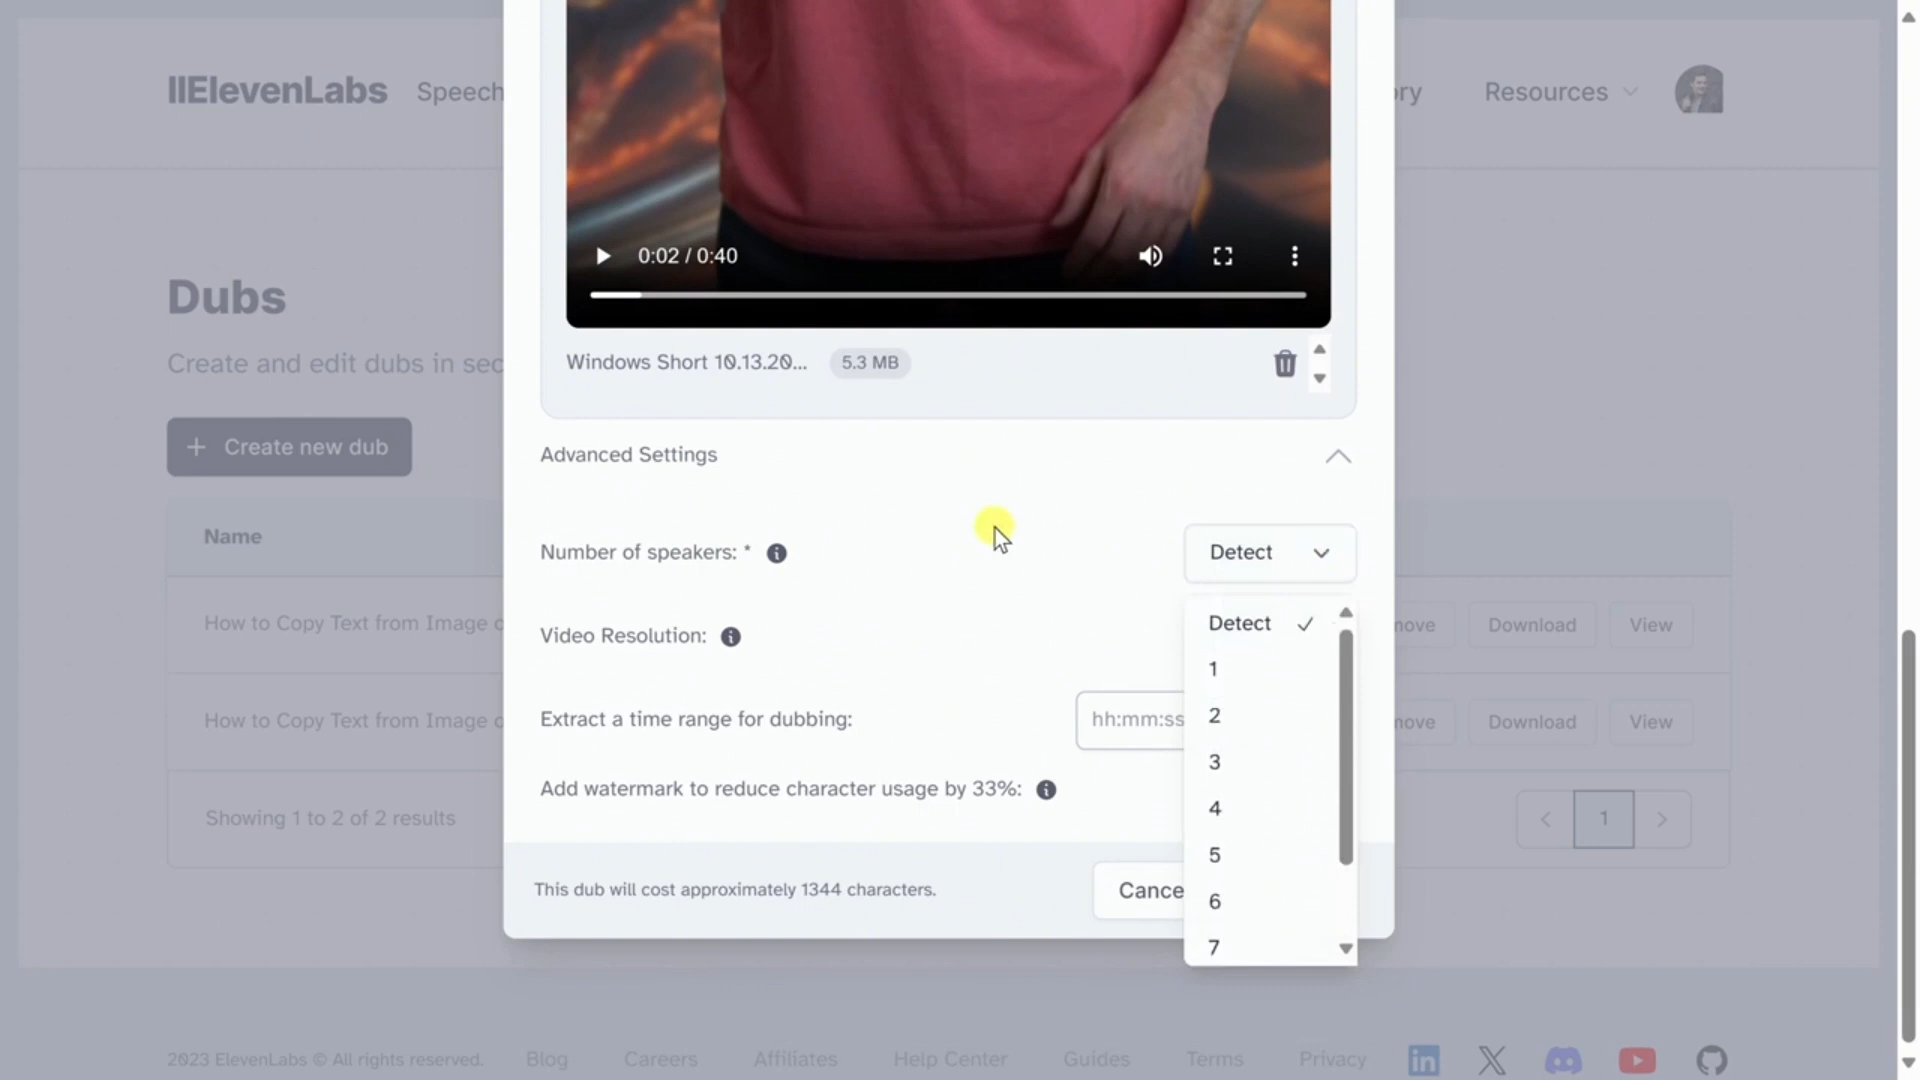 IIElevenLabs Speech
ry Resources
Dubs
Create and edit dubs in sec
+ Create new dub
Name
How to Copy Text from Image o
How to Copy Text from Image o
Showing 1 to 2 of 2 results
0:02 / 0:40
Windows Short 10.13.20... 5.3 MB
Advanced Settings
Number of speakers: * Detect
Video Resolution:
Extract a time range for dubbing: hh:mm:ss
Add watermark to reduce character usage by 33%:
This dub will cost approximately 1344 characters. Cance
Detect
1
2
3
4
5
6
7
move Download View
move Download View
1
2023 ElevenLabs © All rights reserved. Blog Careers Affiliates Help Center Guides Terms Privacy in